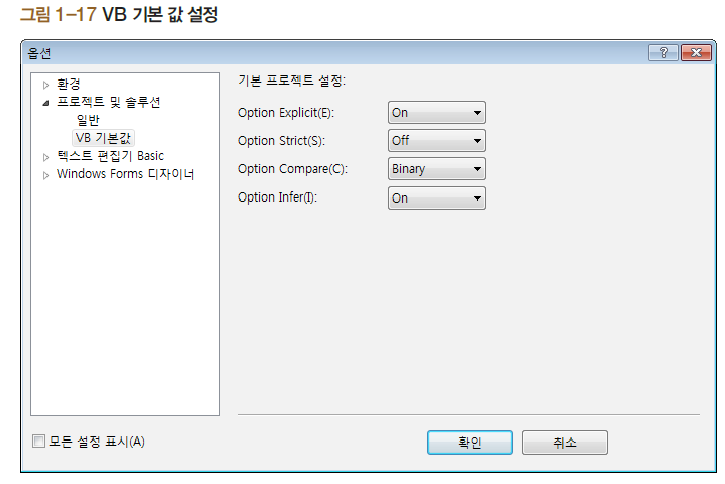 그림 1-17 VB 기본 값 설정
옵션
환경
프로젝트 및 솔루션
일반
VB 기본값
텍스트 편집기 Basic
Windows Forms 디자이너
기본 프로젝트 설정:
Option Explicit(E): On
Option Strict(S): Off
Option Compare(C): Binary
Option Infer(I): On
모든 설정 표시(A)
확인 취소